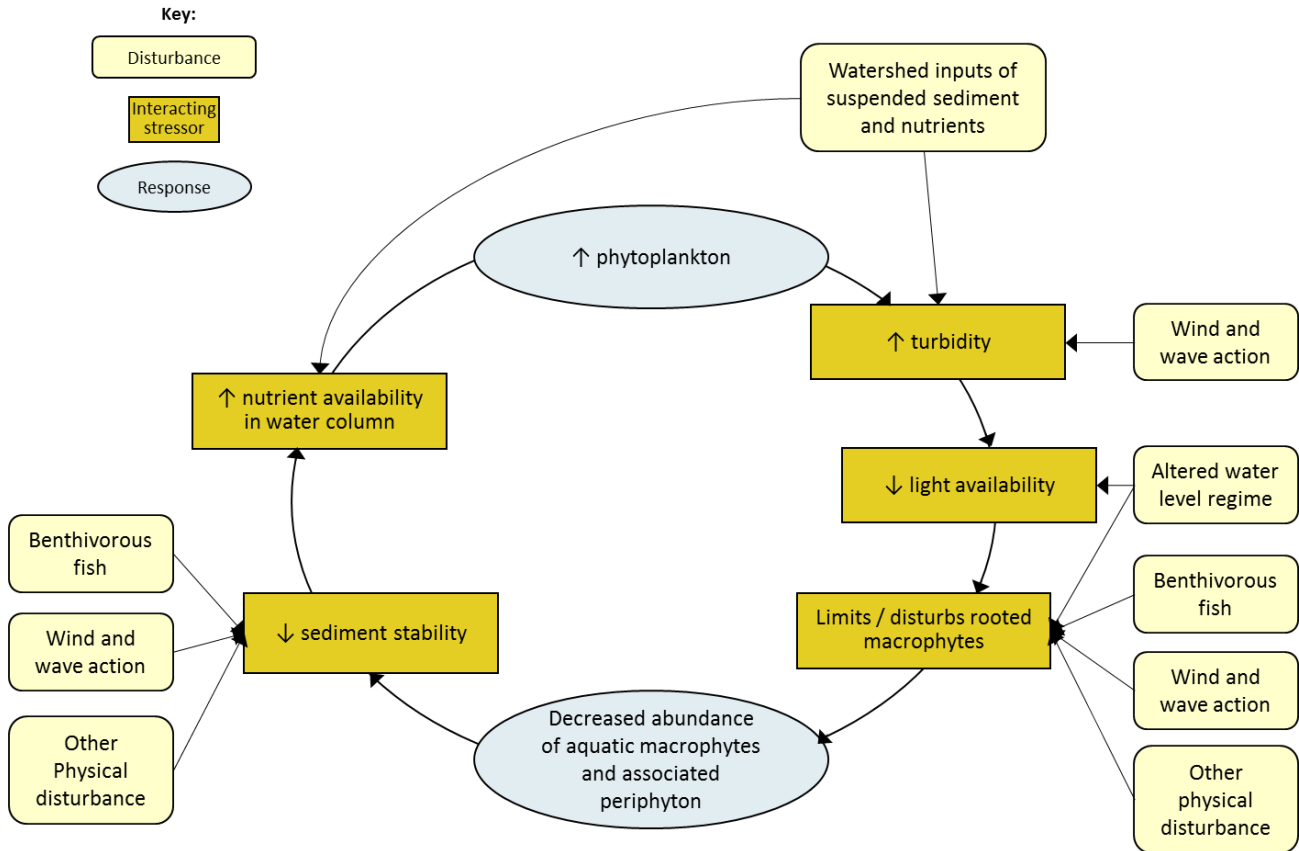 Key:
Disturbance
Interacting
stressor
Response
Watershed inputs of
suspended sediment
and nutrients
↑ phytoplankton
↑ turbidity
Wind and
wave action
↑ nutrient availability
in water column
↓ light availability
Altered water
level regime
Benthivorous
fish
Wind and
wave action
Other
Physical
disturbance
↓ sediment stability
Limits / disturbs rooted
macrophytes
Benthivorous
fish
Wind and
wave action
Other
physical
disturbance
Decreased abundance
of aquatic macrophytes
and associated
periphyton